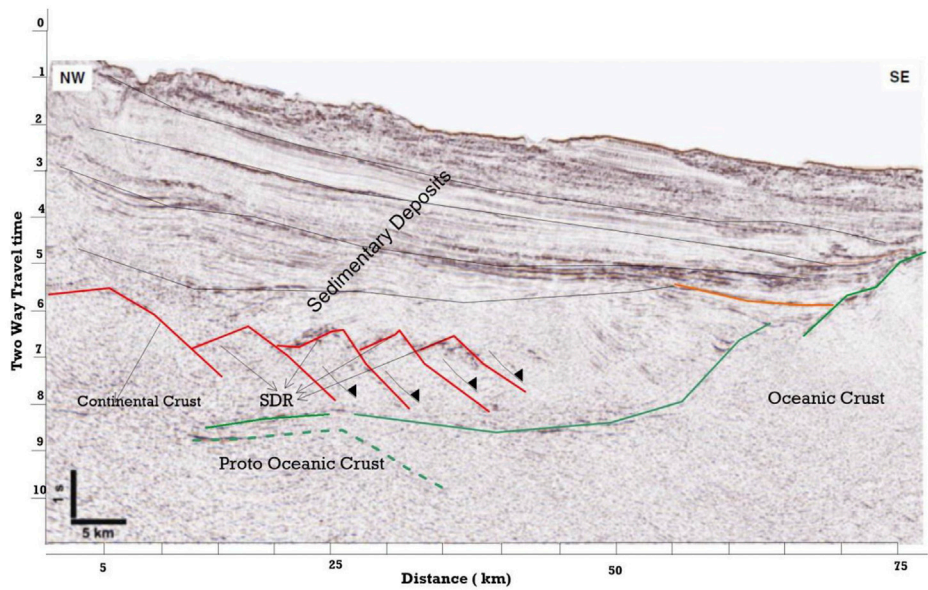 0
1
2
3
4
5
6
7
8
9
10
Two Way Travel time
NW
SE
Sedimentary Deposits
Continental Crust
SDR
Oceanic Crust
Proto Oceanic Crust
1 s
5 km
5
25
50
75
Distance ( km)